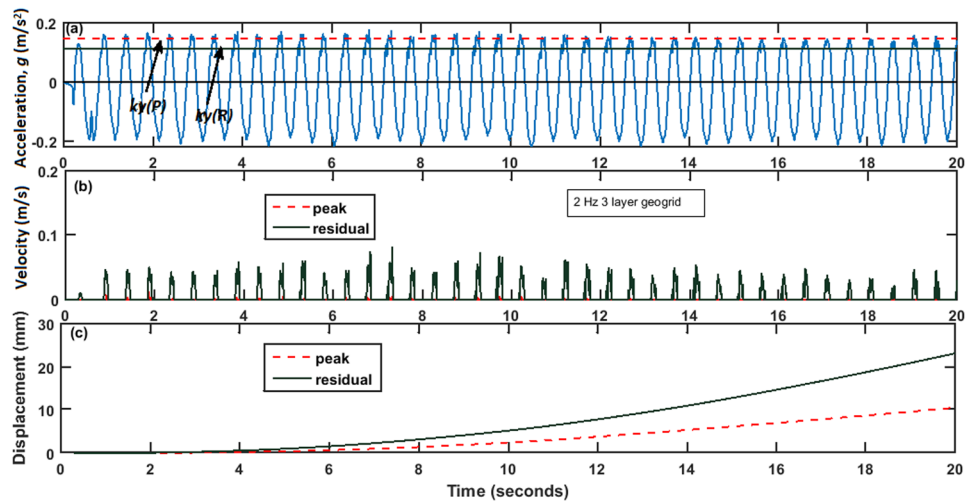 (a)
Acceleration, g (m/s²)
0.2
0
-0.2
ky(P)
ky(R)
0 2 4 6 8 10 12 14 16 18 20
(b)
Velocity (m/s)
0.2
0.1
0
peak
residual
2 Hz 3 layer geogrid
0 2 4 6 8 10 12 14 16 18 20
(c)
Displacement (mm)
30
20
10
0
peak
residual
0 2 4 6 8 10 12 14 16 18 20
Time (seconds)